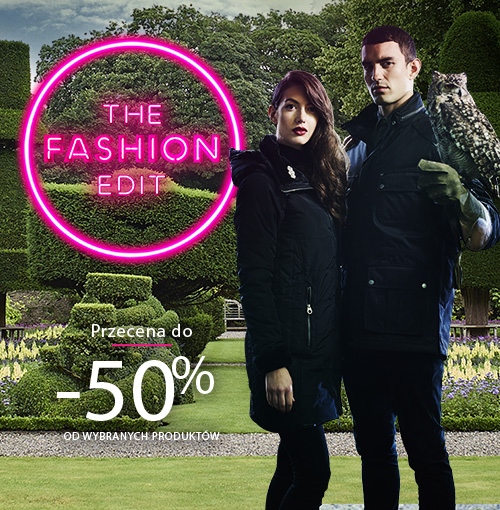 THE
FASHION
EDIT
Przecena do
-50%
OD WYBRANYCH PRODUKTÓW